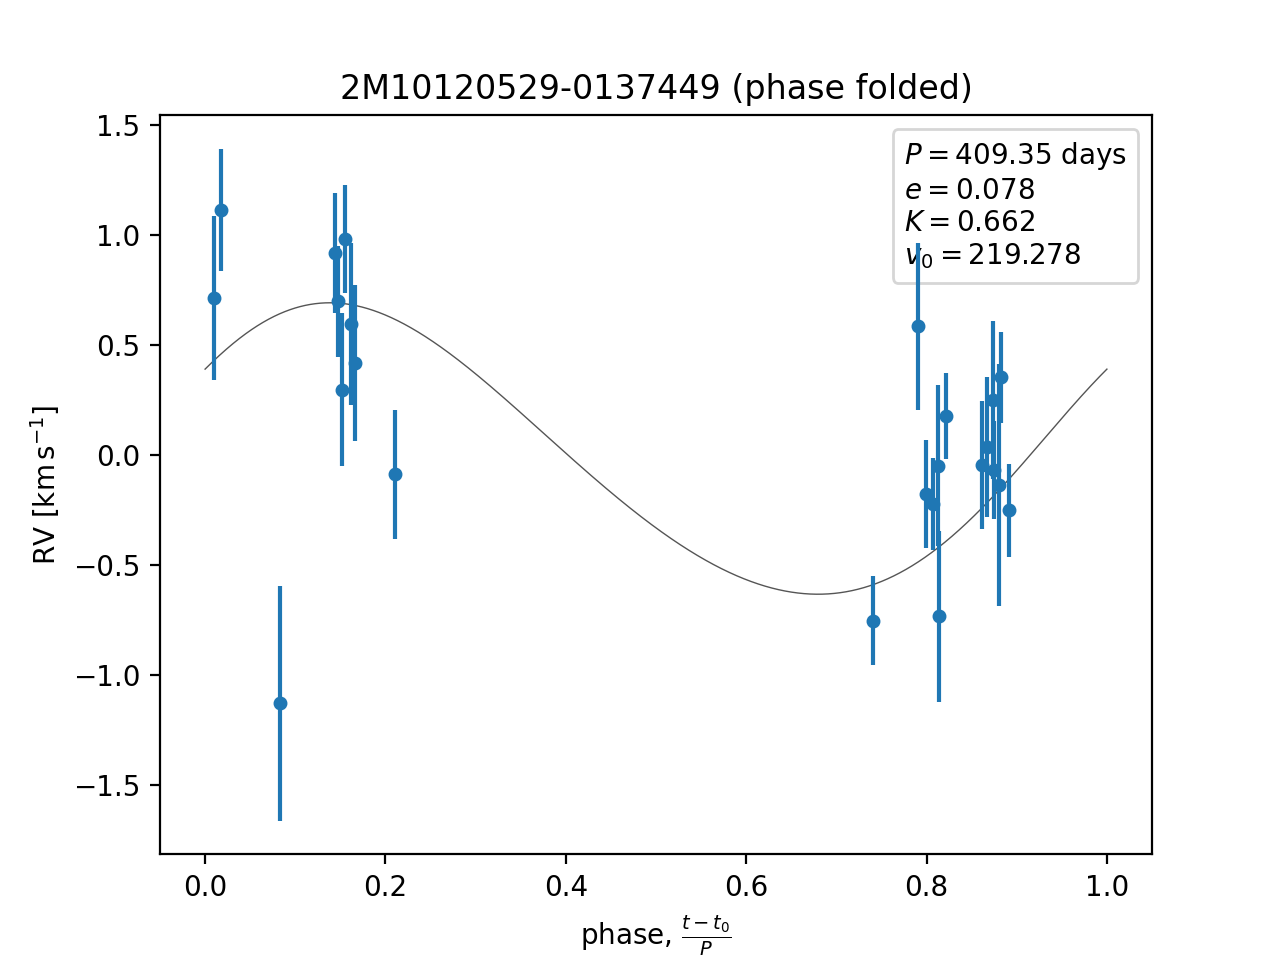 2M10120529-0137449 (phase folded)
P = 409.35 days
e = 0.078
K = 0.662
v₀ = 219.278
1.5
1.0
0.5
0.0
−0.5
−1.0
−1.5
RV [km s⁻¹]
0.0 0.2 0.4 0.6 0.8 1.0
phase, (t − t₀)/P